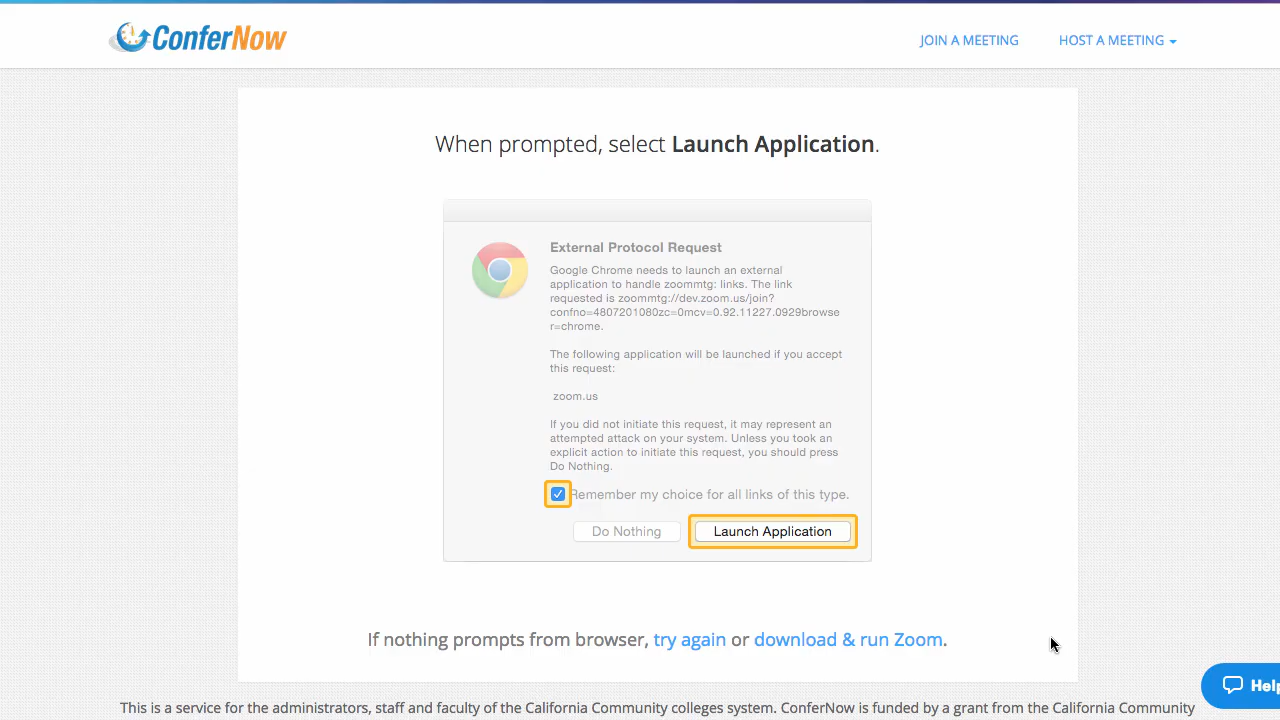 ConferNow
JOIN A MEETING
HOST A MEETING
When prompted, select Launch Application.
External Protocol Request
Google Chrome needs to launch an external
application to handle zoommtg: links. The link
requested is zoommtg://dev.zoom.us/join?
confno=4807201080zc=0mcv=0.92.11227.0929browse
r=chrome.
The following application will be launched if you accept
this request:
zoom.us
If you did not initiate this request, it may represent an
attempted attack on your system. Unless you took an
explicit action to initiate this request, you should press
Do Nothing.
Remember my choice for all links of this type.
Do Nothing
Launch Application
If nothing prompts from browser, try again or download & run Zoom.
Help
This is a service for the administrators, staff and faculty of the California Community colleges system. ConferNow is funded by a grant from the California Community